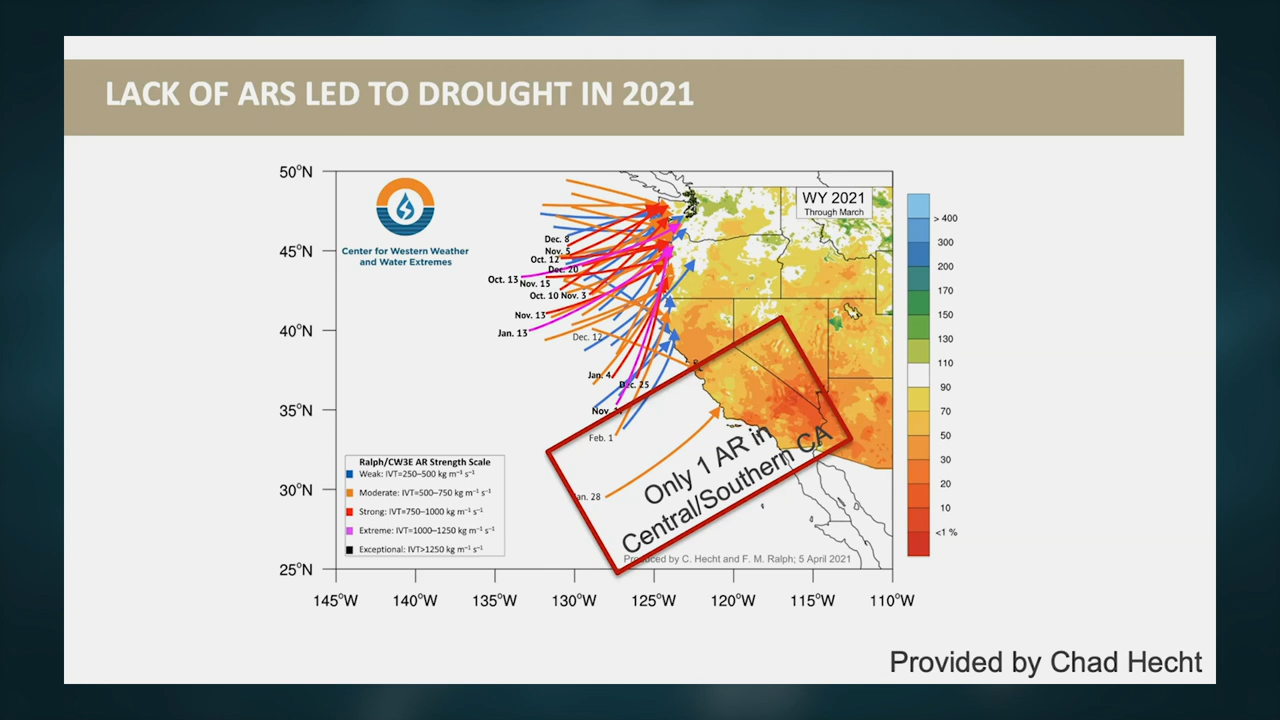 LACK OF ARS LED TO DROUGHT IN 2021
50°N
45°N
40°N
35°N
30°N
25°N
145°W
140°W
135°W
130°W
125°W
120°W
115°W
110°W
Center for Western Weather
and Water Extremes
WY 2021
Through March
Dec. 8
Nov. 5
Oct. 12
Dec. 20
Oct. 13
Nov. 15
Oct. 10
Nov. 3
Nov. 13
Jan. 13
Dec. 12
Jan. 4
Dec. 25
Nov.
Feb. 1
Jan. 28
Only 1 AR in
Central/Southern CA
Ralph/CW3E AR Strength Scale
Weak: IVT=250–500 kg m⁻¹ s⁻¹
Moderate: IVT=500–750 kg m⁻¹ s⁻¹
Strong: IVT=750–1000 kg m⁻¹ s⁻¹
Extreme: IVT=1000–1250 kg m⁻¹ s⁻¹
Exceptional: IVT>1250 kg m⁻¹ s⁻¹
Produced by C. Hecht and F. M. Ralph; 5 April 2021
> 400
300
200
170
150
130
110
90
70
50
30
20
10
<1 %
Provided by Chad Hecht